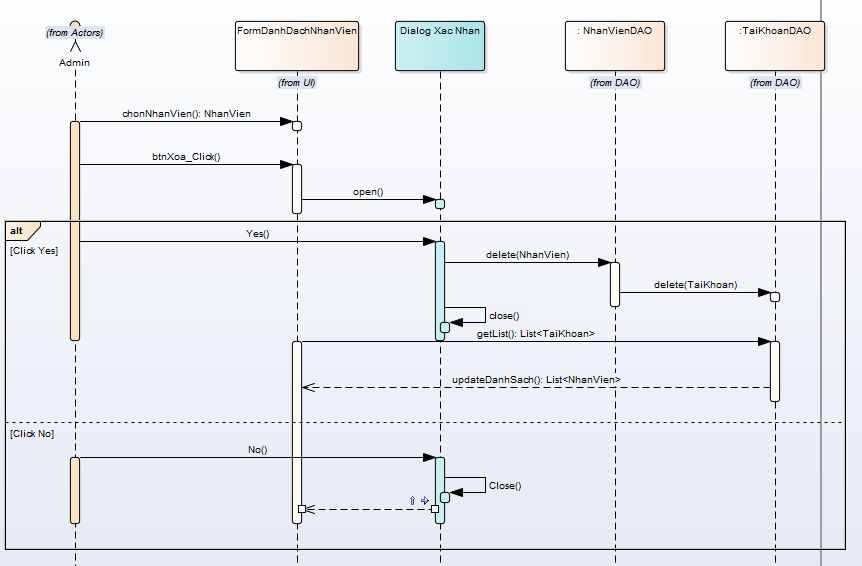 (from Actors)
Admin
FormDanhDachNhanVien
(from UI)
Dialog Xac Nhan
: NhanVienDAO
(from DAO)
:TaiKhoanDAO
(from DAO)
chonNhanVien(): NhanVien
btnXoa_Click()
open()
alt
[Click Yes]
Yes()
delete(NhanVien)
delete(TaiKhoan)
close()
getList(): List<TaiKhoan>
updateDanhSach(): List<NhanVien>
[Click No]
No()
Close()